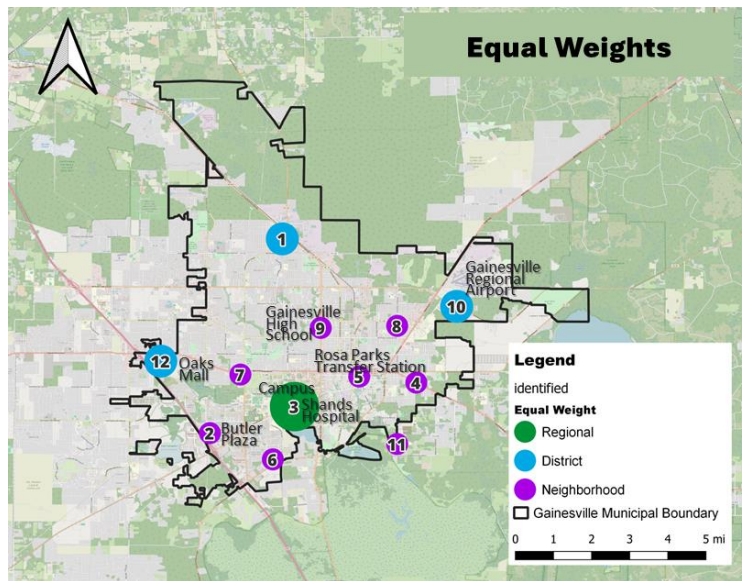 Equal Weights
1
Gainesville
Regional
Airport
10
Gainesville
High
School
9
8
Rosa Parks
Transfer Station
12
Oaks
Mall
7
5
4
Campus
3
Shands
Hospital
2
Butler
Plaza
11
6
Legend
identified
Equal Weight
Regional
District
Neighborhood
Gainesville Municipal Boundary
0 1 2 3 4 5 mi